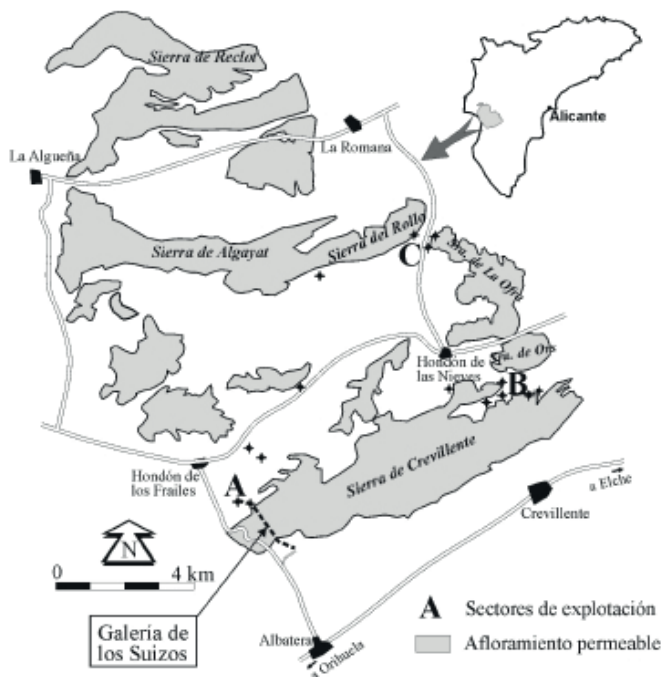 Sierra de Reclot
Alicante
La Romana
La Algueña
Sierra de Algayat
Sierra del Rollo
C
Sra. de La Ofra
Hondón de
las Nieves
Sra. de Ors
B
Sierra de Crevillente
Hondón de
los Frailes
A
a Elche
Crevillente
N
0 4 km
Galería de
los Suizos
Albatera
a Orihuela
A Sectores de explotación
Afloramiento permeable